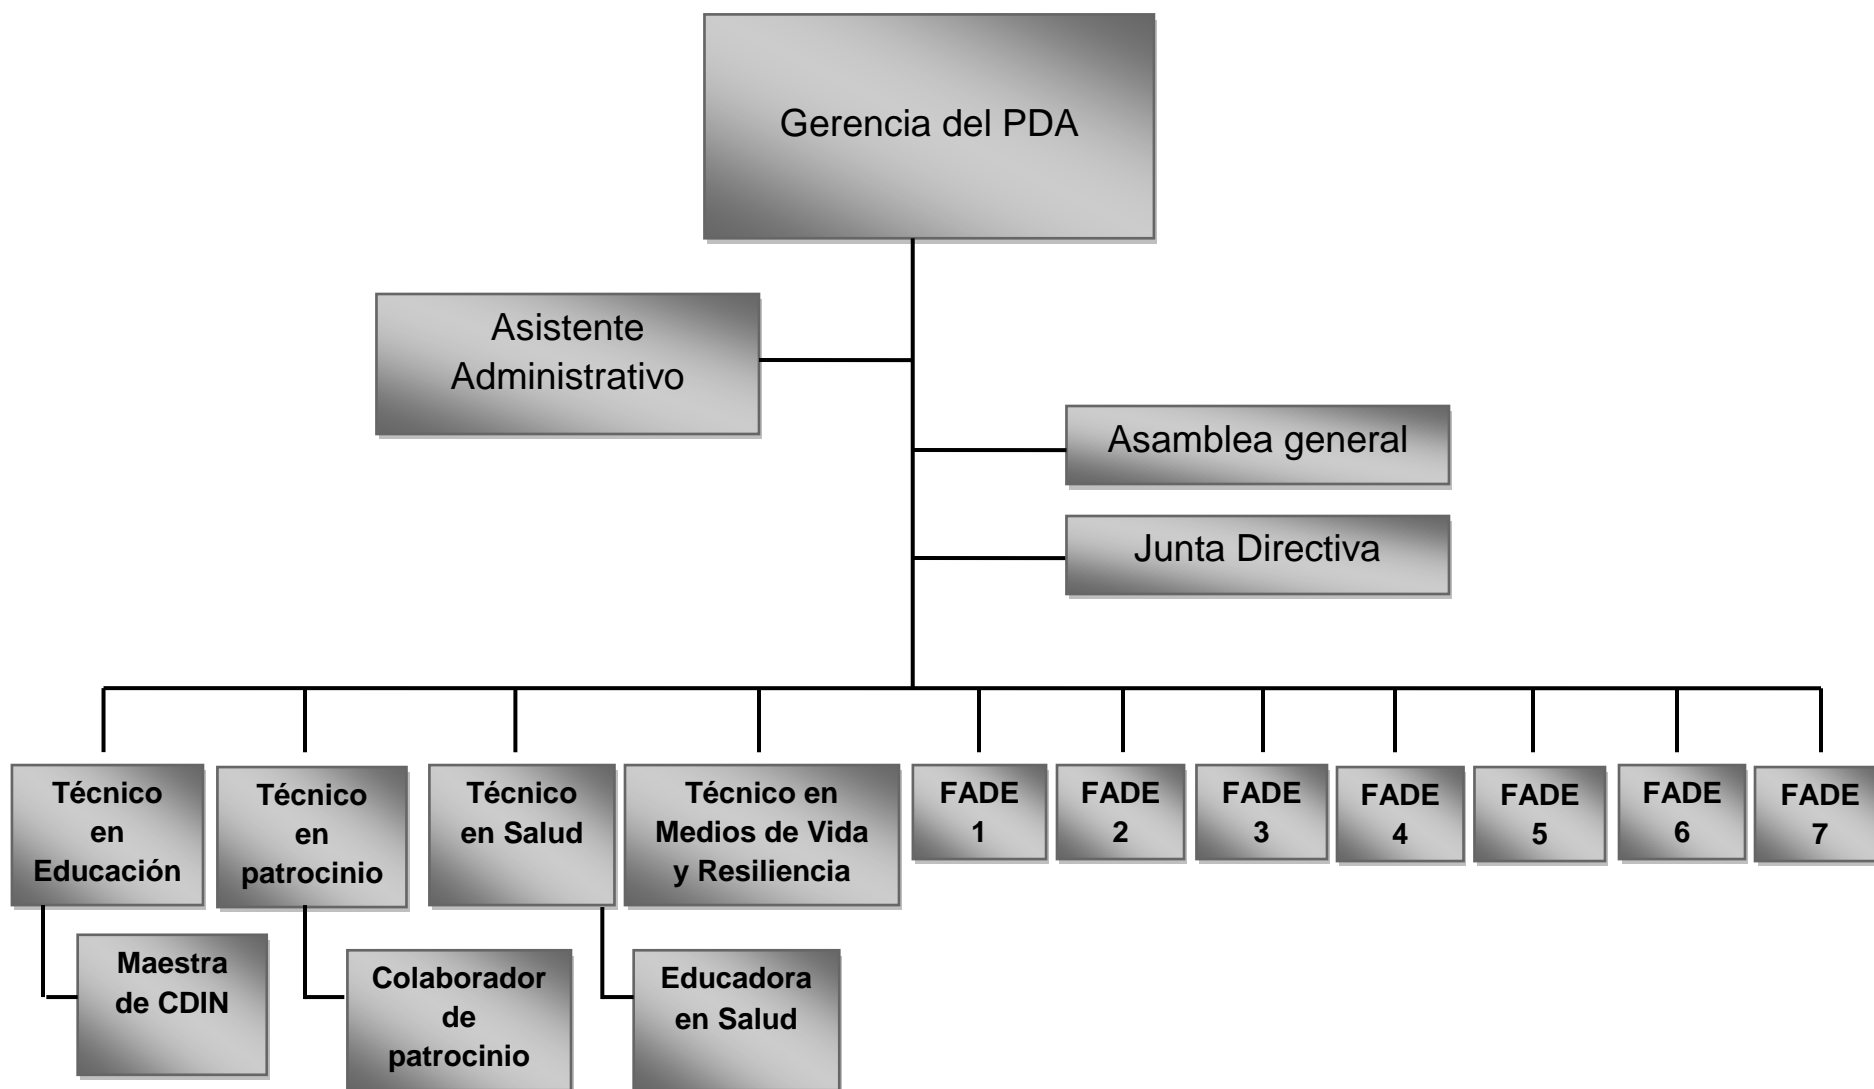 Gerencia del PDA
Asistente
Administrativo
Asamblea general
Junta Directiva
Técnico
en
Educación
Técnico
en
patrocinio
Técnico
en Salud
Técnico en
Medios de Vida
y Resiliencia
FADE
1
FADE
2
FADE
3
FADE
4
FADE
5
FADE
6
FADE
7
Maestra
de CDIN
Colaborador
de
patrocinio
Educadora
en Salud